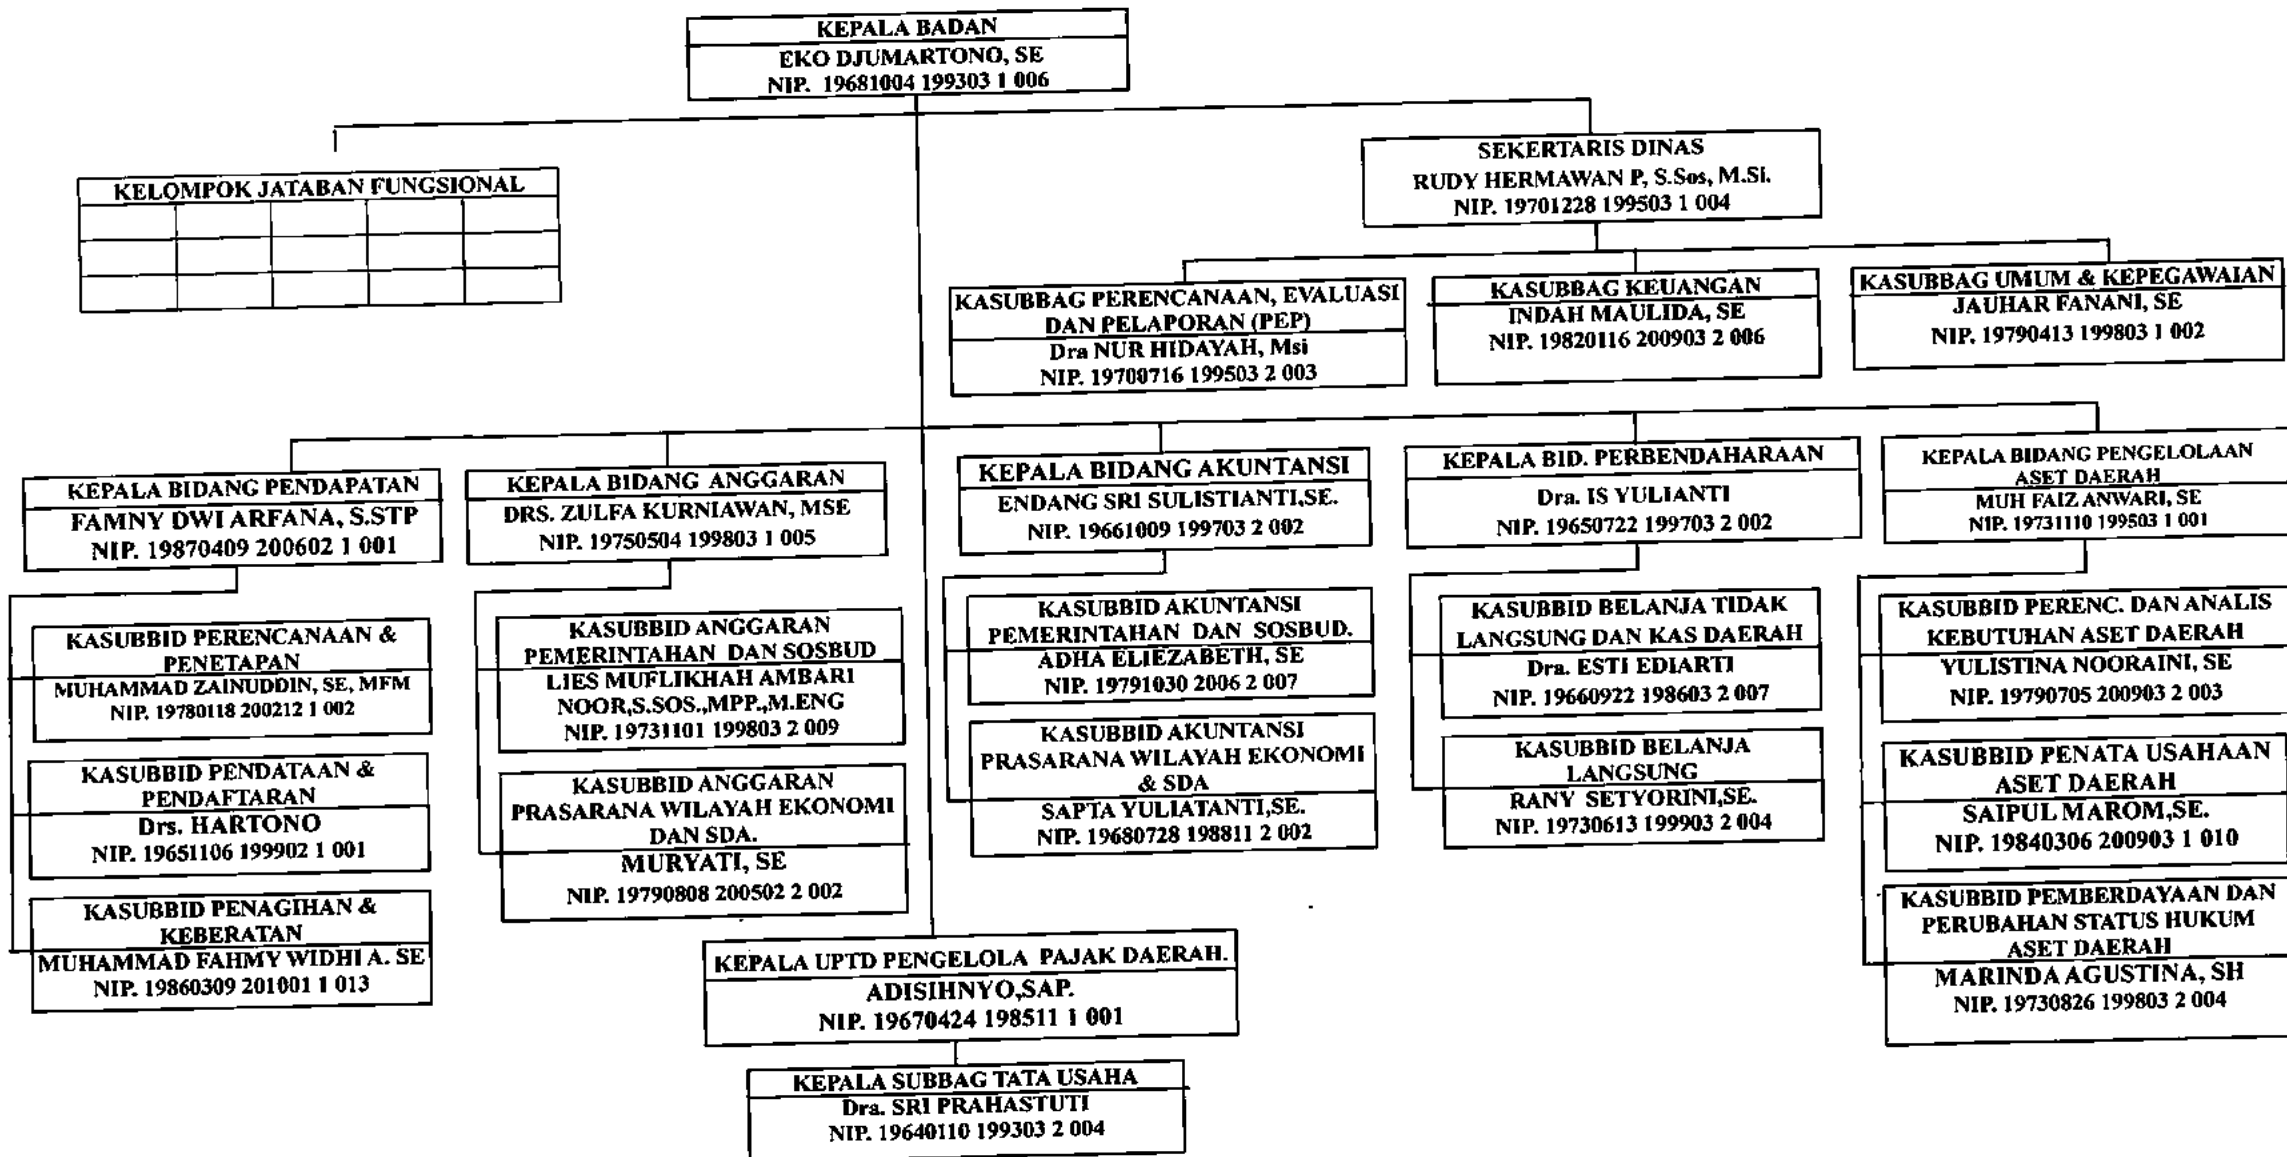 KEPALA BADAN
EKO DJUMARTONO, SE
NIP. 19681004 199303 1 006
KELOMPOK JATABAN FUNGSIONAL
SEKERTARIS DINAS
RUDY HERMAWAN P, S.Sos, M.Si.
NIP. 19701228 199503 1 004
KASUBBAG PERENCANAAN, EVALUASI
DAN PELAPORAN (PEP)
Dra NUR HIDAYAH, Msi
NIP. 19700716 199503 2 003
KASUBBAG KEUANGAN
INDAH MAULIDA, SE
NIP. 19820116 200903 2 006
KASUBBAG UMUM & KEPEGAWAIAN
JAUHAR FANANI, SE
NIP. 19790413 199803 1 002
KEPALA BIDANG PENDAPATAN
FAMNY DWI ARFANA, S.STP
NIP. 19870409 200602 1 001
KASUBBID PERENCANAAN &
PENETAPAN
MUHAMMAD ZAINUDDIN, SE, MFM
NIP. 19780118 200212 1 002
KASUBBID PENDATAAN &
PENDAFTARAN
Drs. HARTONO
NIP. 19651106 199902 1 001
KASUBBID PENAGIHAN &
KEBERATAN
MUHAMMAD FAHMY WIDHI A. SE
NIP. 19860309 201001 1 013
KEPALA BIDANG ANGGARAN
DRS. ZULFA KURNIAWAN, MSE
NIP. 19750504 199803 1 005
KASUBBID ANGGARAN
PEMERINTAHAN DAN SOSBUD
LIES MUFLIKHAH AMBARI
NOOR,S.SOS.,MPP.,M.ENG
NIP. 19731101 199803 2 009
KASUBBID ANGGARAN
PRASARANA WILAYAH EKONOMI
DAN SDA.
MURYATI, SE
NIP. 19790808 200502 2 002
KEPALA BIDANG AKUNTANSI
ENDANG SRI SULISTIANTI,SE.
NIP. 19661009 199703 2 002
KASUBBID AKUNTANSI
PEMERINTAHAN DAN SOSBUD.
ADHA ELIEZABETH, SE
NIP. 19791030 2006 2 007
KASUBBID AKUNTANSI
PRASARANA WILAYAH EKONOMI
& SDA
SAPTA YULIATANTI,SE.
NIP. 19680728 198811 2 002
KEPALA BID. PERBENDAHARAAN
Dra. IS YULIANTI
NIP. 19650722 199703 2 002
KASUBBID BELANJA TIDAK
LANGSUNG DAN KAS DAERAH
Dra. ESTI EDIARTI
NIP. 19660922 198603 2 007
KASUBBID BELANJA
LANGSUNG
RANY SETYORINI,SE.
NIP. 19730613 199903 2 004
KEPALA BIDANG PENGELOLAAN
ASET DAERAH
MUH FAIZ ANWARI, SE
NIP. 19731110 199503 1 001
KASUBBID PERENC. DAN ANALIS
KEBUTUHAN ASET DAERAH
YULISTINA NOORAINI, SE
NIP. 19790705 200903 2 003
KASUBBID PENATA USAHAAN
ASET DAERAH
SAIPUL MAROM,SE.
NIP. 19840306 200903 1 010
KASUBBID PEMBERDAYAAN DAN
PERUBAHAN STATUS HUKUM
ASET DAERAH
MARINDA AGUSTINA, SH
NIP. 19730826 199803 2 004
KEPALA UPTD PENGELOLA PAJAK DAERAH.
ADISIHNYO,SAP.
NIP. 19670424 198511 1 001
KEPALA SUBBAG TATA USAHA
Dra. SRI PRAHASTUTI
NIP. 19640110 199303 2 004